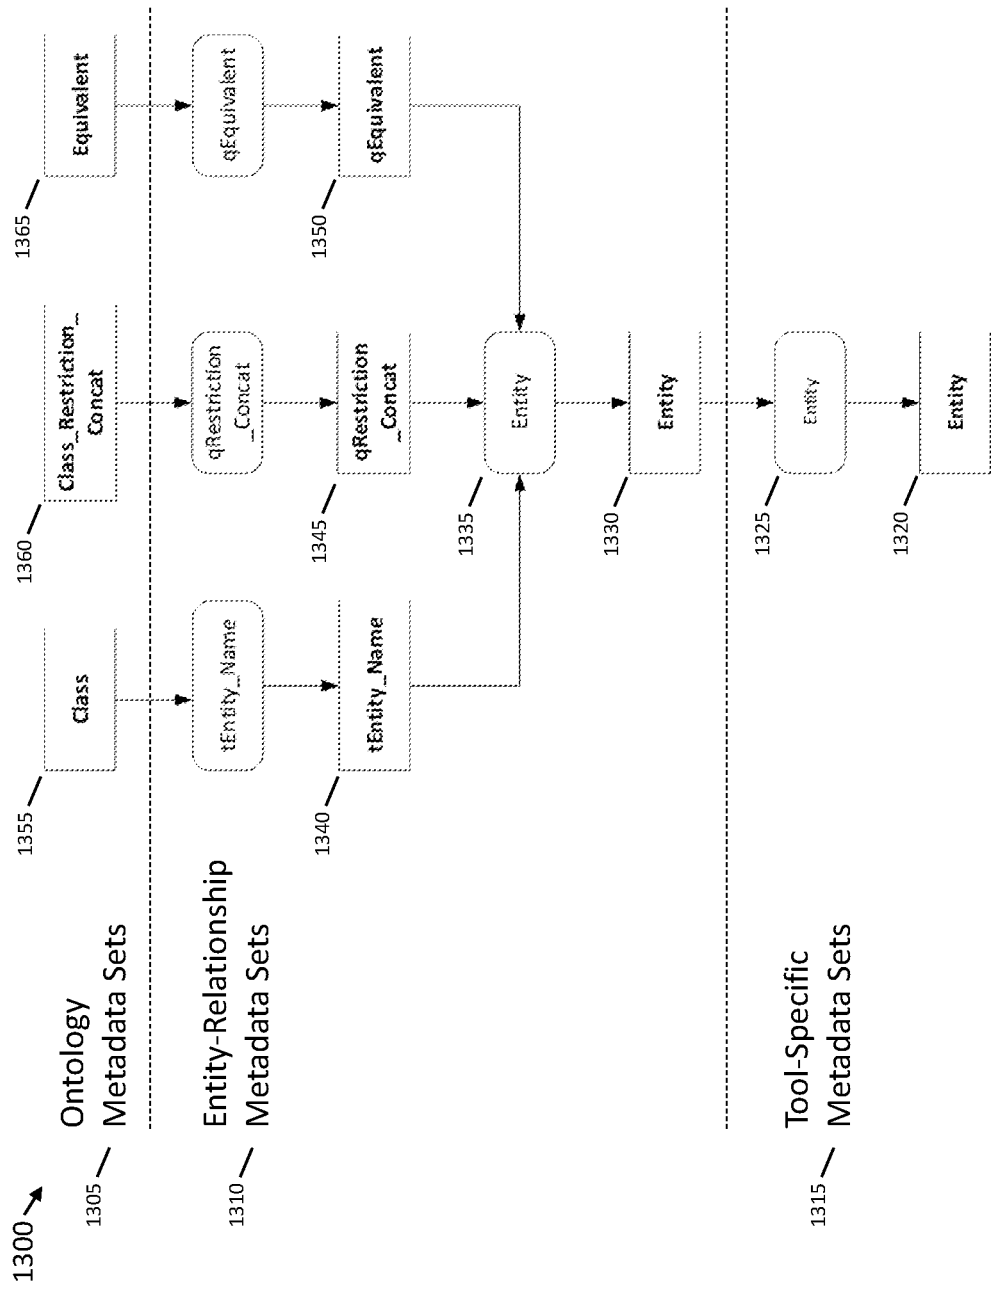 1300
1305
Ontology
Metadata Sets
1355
Class
1360
Class_Restriction_
Concat
1365
Equivalent
1310
Entity-Relationship
Metadata Sets
tEntity_Name
qRestriction
_Concat
qEquivalent
1340
tEntity_Name
1345
qRestriction
_Concat
1350
qEquivalent
1335
Entity
1330
Entity
1315
Tool-Specific
Metadata Sets
1325
Entity
1320
Entity